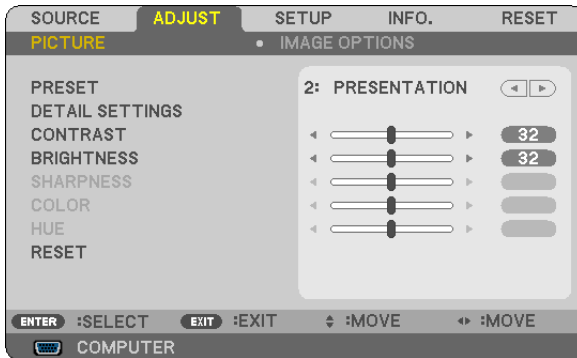 SOURCE ADJUST SETUP INFO. RESET
PICTURE • IMAGE OPTIONS
PRESET 2: PRESENTATION
DETAIL SETTINGS
CONTRAST 32
BRIGHTNESS 32
SHARPNESS
COLOR
HUE
RESET
ENTER :SELECT EXIT :EXIT :MOVE :MOVE
COMPUTER